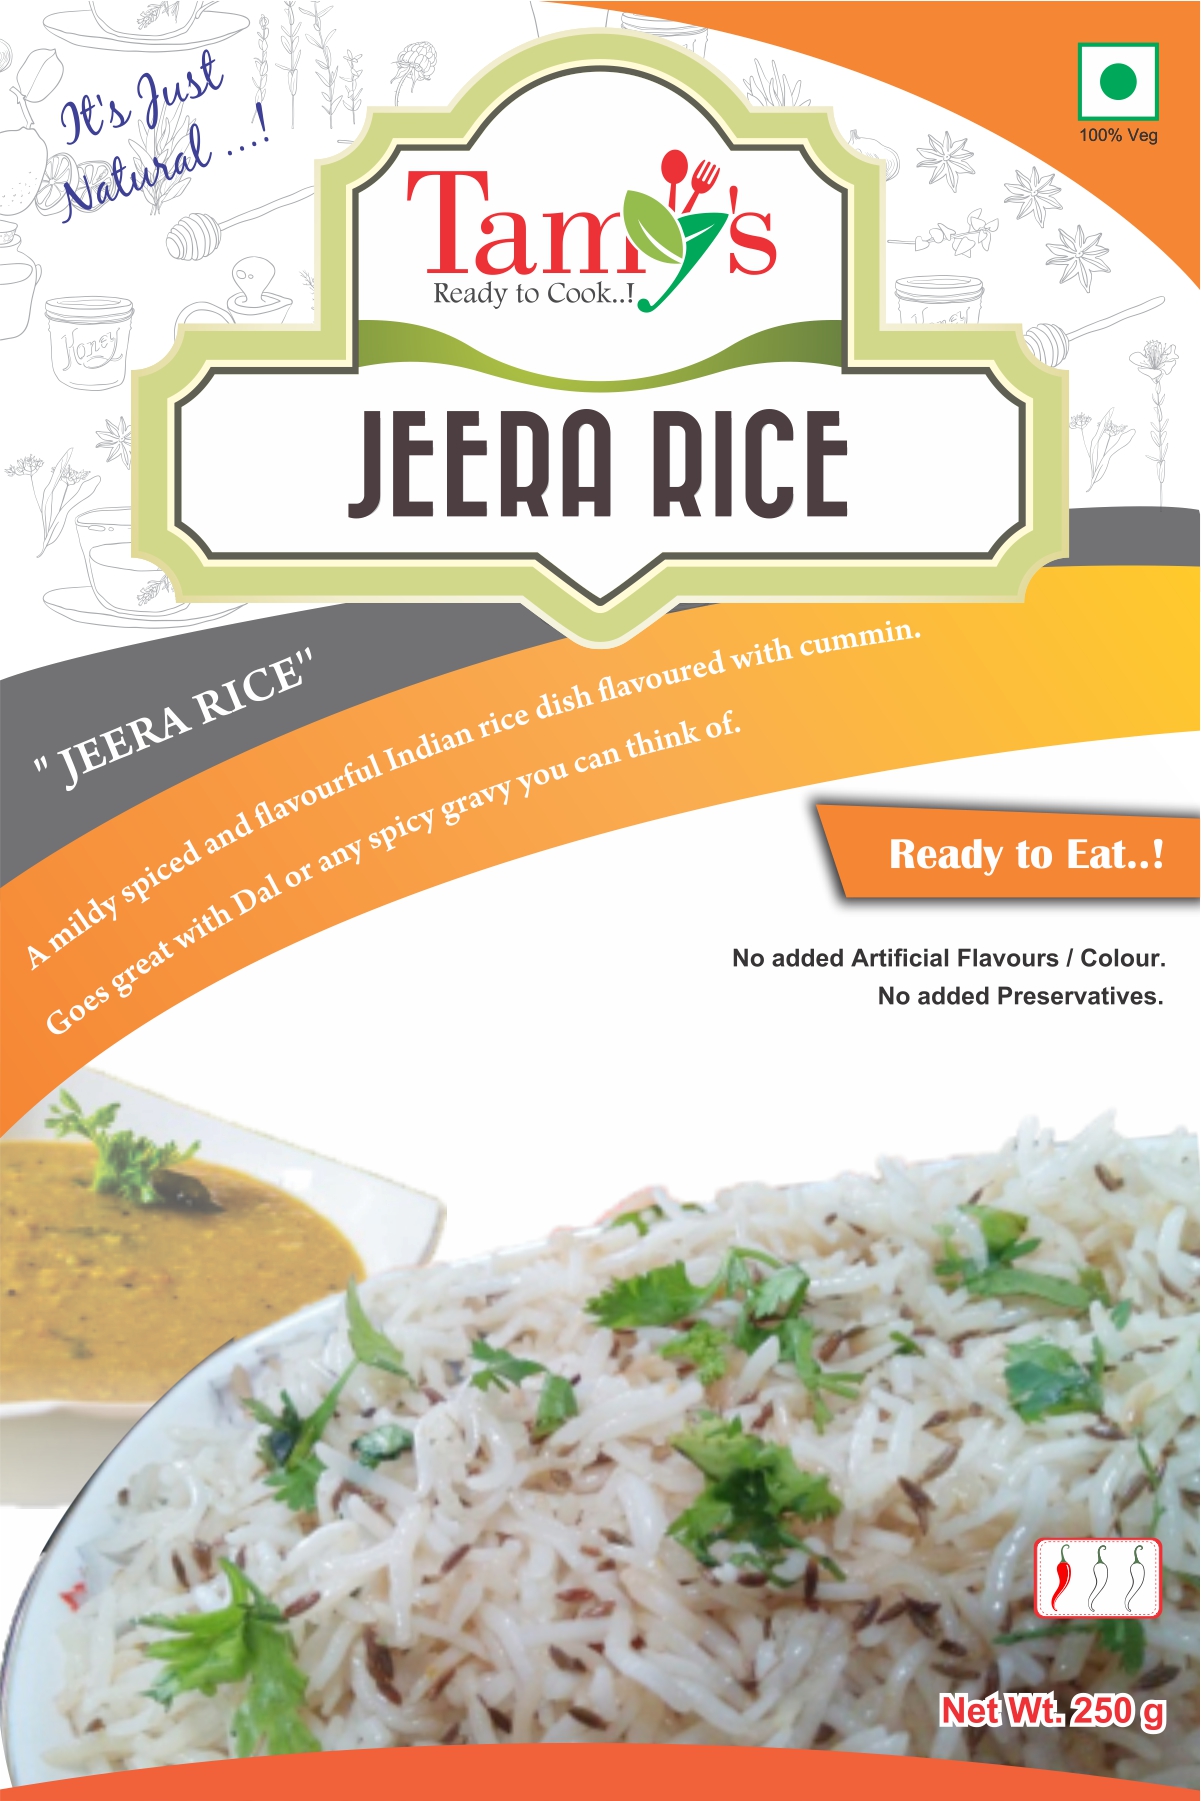 It's Just
Natural ...!
100% Veg
Tamy's
Ready to Cook..!
Honey
Honey
JEERA RICE
" JEERA RICE"
A mildy spiced and flavourful Indian rice dish flavoured with cummin.
Goes great with Dal or any spicy gravy you can think of.
Ready to Eat..!
No added Artificial Flavours / Colour.
No added Preservatives.
Net Wt. 250 g